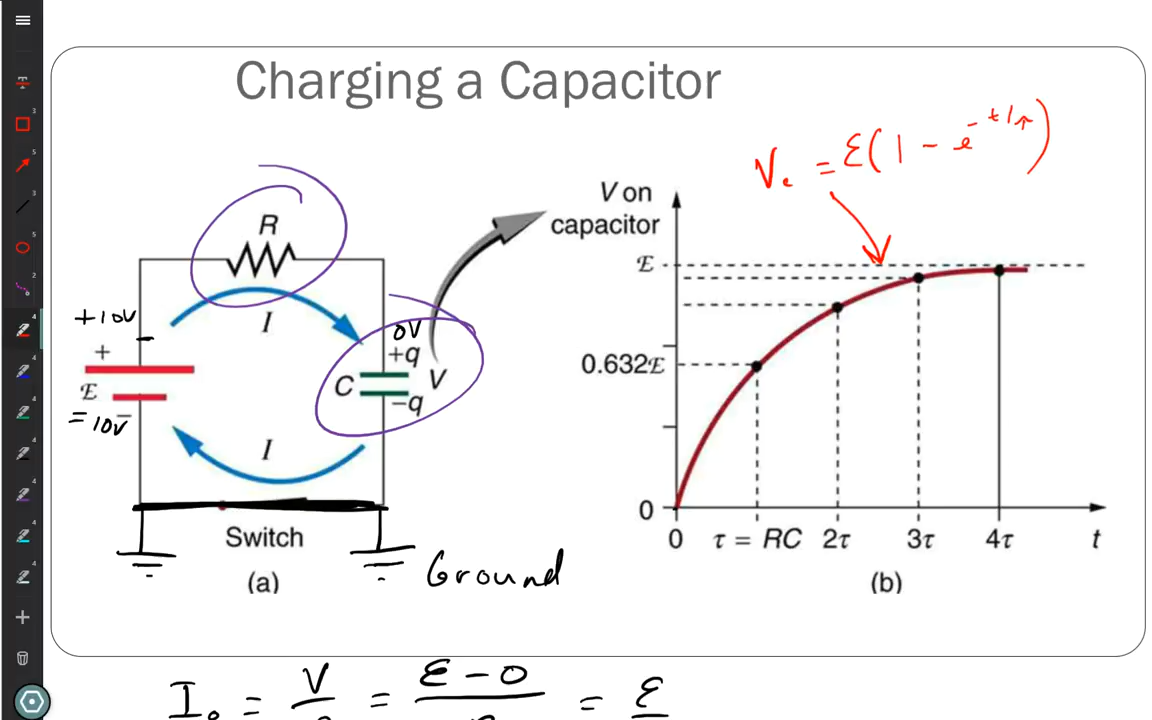 Charging a Capacitor
V. = ℰ(1 - e^-t/τ)
V on
capacitor
R
ℰ
+10V
I
0V
+
+q
0.632ℰ
C
V
ℰ
-q
= 10V
I
0
Switch
0
τ = RC
2τ
3τ
4τ
t
Ground
(a)
(b)
I₀ = V = ℰ - 0 = ℰ